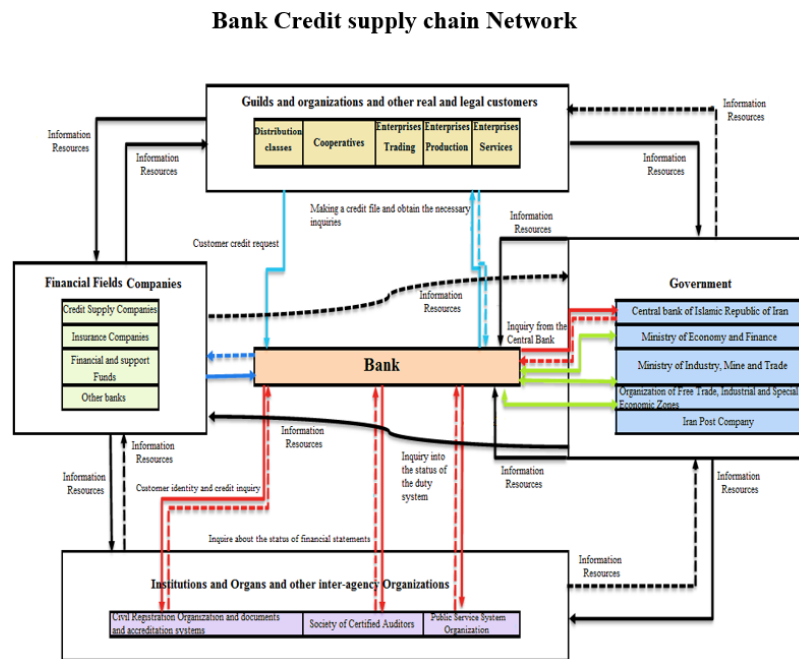 Bank Credit supply chain Network
Guilds and organizations and other real and legal customers
Distribution
classes
Cooperatives
Enterprises
Trading
Enterprises
Production
Enterprises
Services
Information
Resources
Information
Resources
Information
Resources
Information
Resources
Making a credit file and obtain the necessary
inquiries
Customer credit request
Information
Resources
Financial Fields Companies
Credit Supply Companies
Insurance Companies
Financial and support
Funds
Other banks
Information
Resources
Government
Central bank of Islamic Republic of Iran
Ministry of Economy and Finance
Ministry of Industry, Mine and Trade
Organization of Free Trade, Industrial and Special
Economic Zones
Iran Post Company
Inquiry from the
Central Bank
Bank
Information
Resources
Information
Resources
Information
Resources
Inquiry into
the status of
the duty
system
Information
Resources
Information
Resources
Customer identity and credit inquiry
Inquire about the status of financial statements
Information
Resources
Institutions and Organs and other inter-agency Organizations
Civil Registration Organization and documents
and accreditation systems
Society of Certified Auditors
Public Service System
Organization